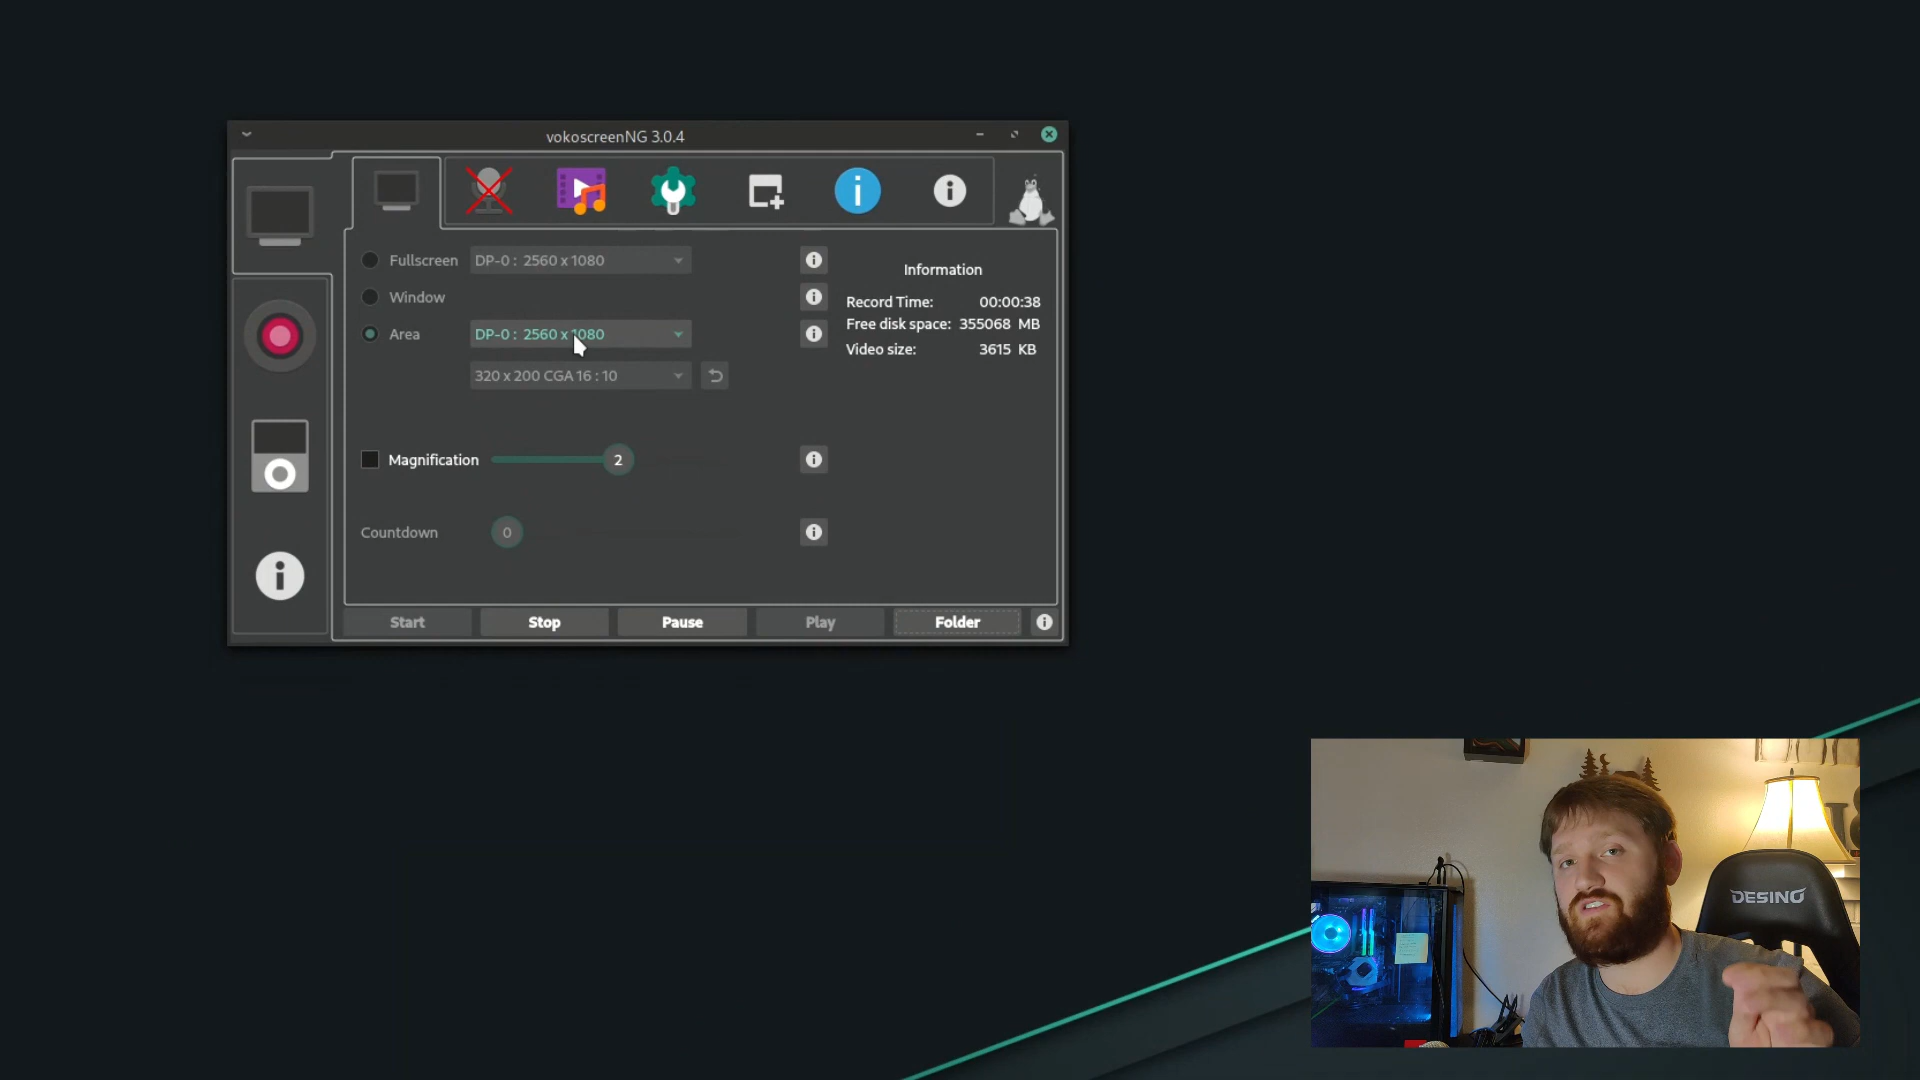 vokoscreenNG 3.0.4
Fullscreen DP-0 : 2560 x 1080
Window
Area DP-0 : 2560 x 1080
320 x 200 CGA 16 : 10
Magnification 2
Countdown 0
Information
Record Time: 00:00:38
Free disk space: 355068 MB
Video size: 3615 KB
Start Stop Pause Play Folder
DESINO